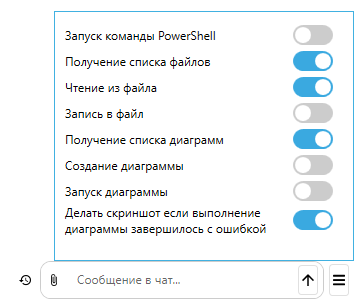 Запуск команды PowerShell
Получение списка файлов
Чтение из файла
Запись в файл
Получение списка диаграмм
Создание диаграммы
Запуск диаграммы
Делать скриншот если выполнение
диаграммы завершилось с ошибкой
Сообщение в чат...